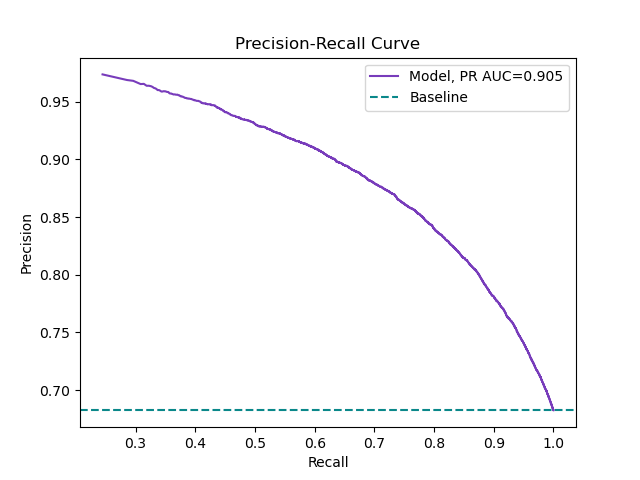 Precision-Recall Curve
Model, PR AUC=0.905
Baseline
Precision
0.95
0.90
0.85
0.80
0.75
0.70
0.3 0.4 0.5 0.6 0.7 0.8 0.9 1.0
Recall